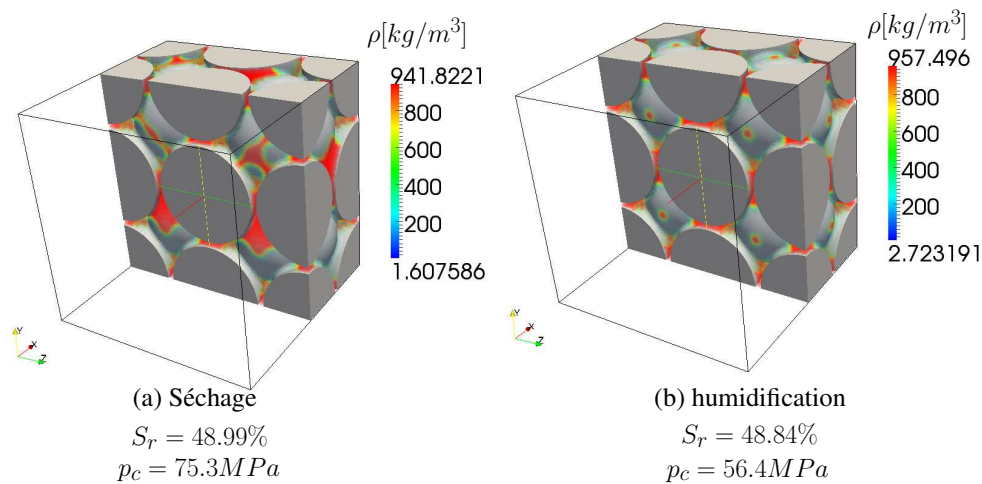 ρ[kg/m³]
941.8221
800
600
400
200
1.607586
Y
X
Z
(a) Séchage
S_r = 48.99%
p_c = 75.3MPa
ρ[kg/m³]
957.496
800
600
400
200
2.723191
Y
X
Z
(b) humidification
S_r = 48.84%
p_c = 56.4MPa